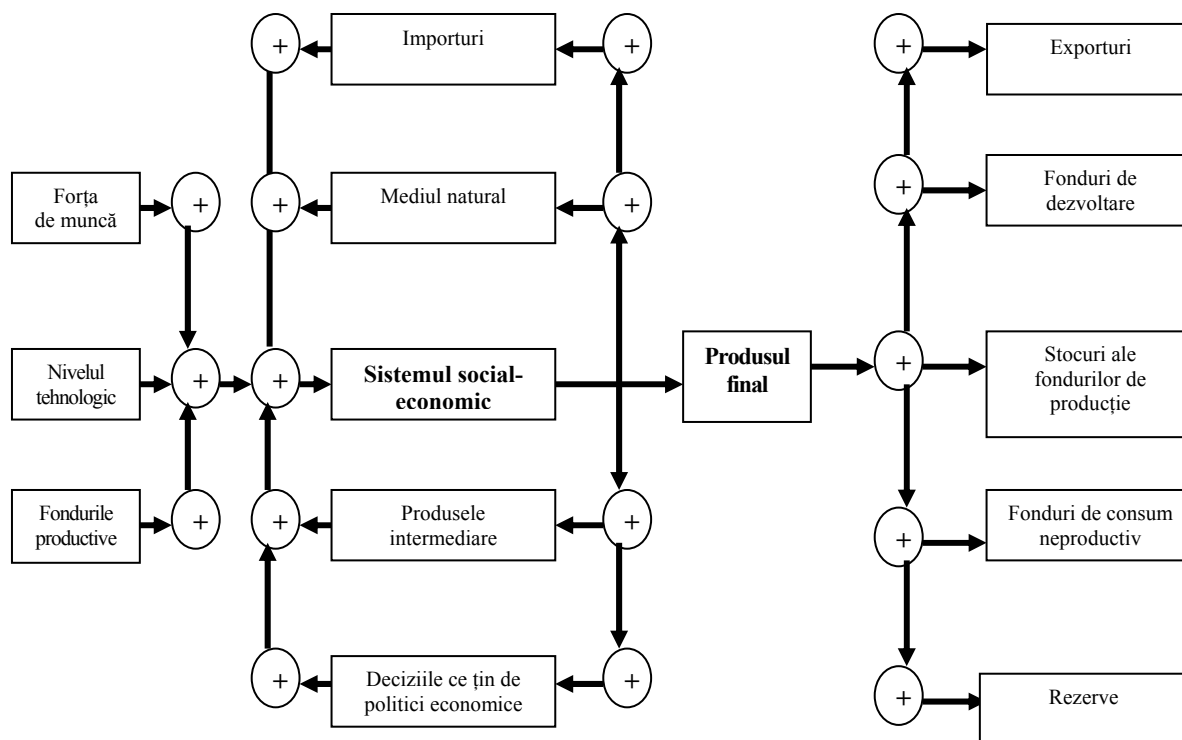 +
Importuri
+
+
Exporturi
Forța
de muncă
+
+
Mediul natural
+
+
Fonduri de
dezvoltare
Nivelul
tehnologic
+
+
Sistemul social-
economic
Produsul
final
+
Stocuri ale
fondurilor de
producție
Fondurile
productive
+
+
Produsele
intermediare
+
+
Fonduri de consum
neproductiv
+
Deciziile ce țin de
politici economice
+
+
Rezerve